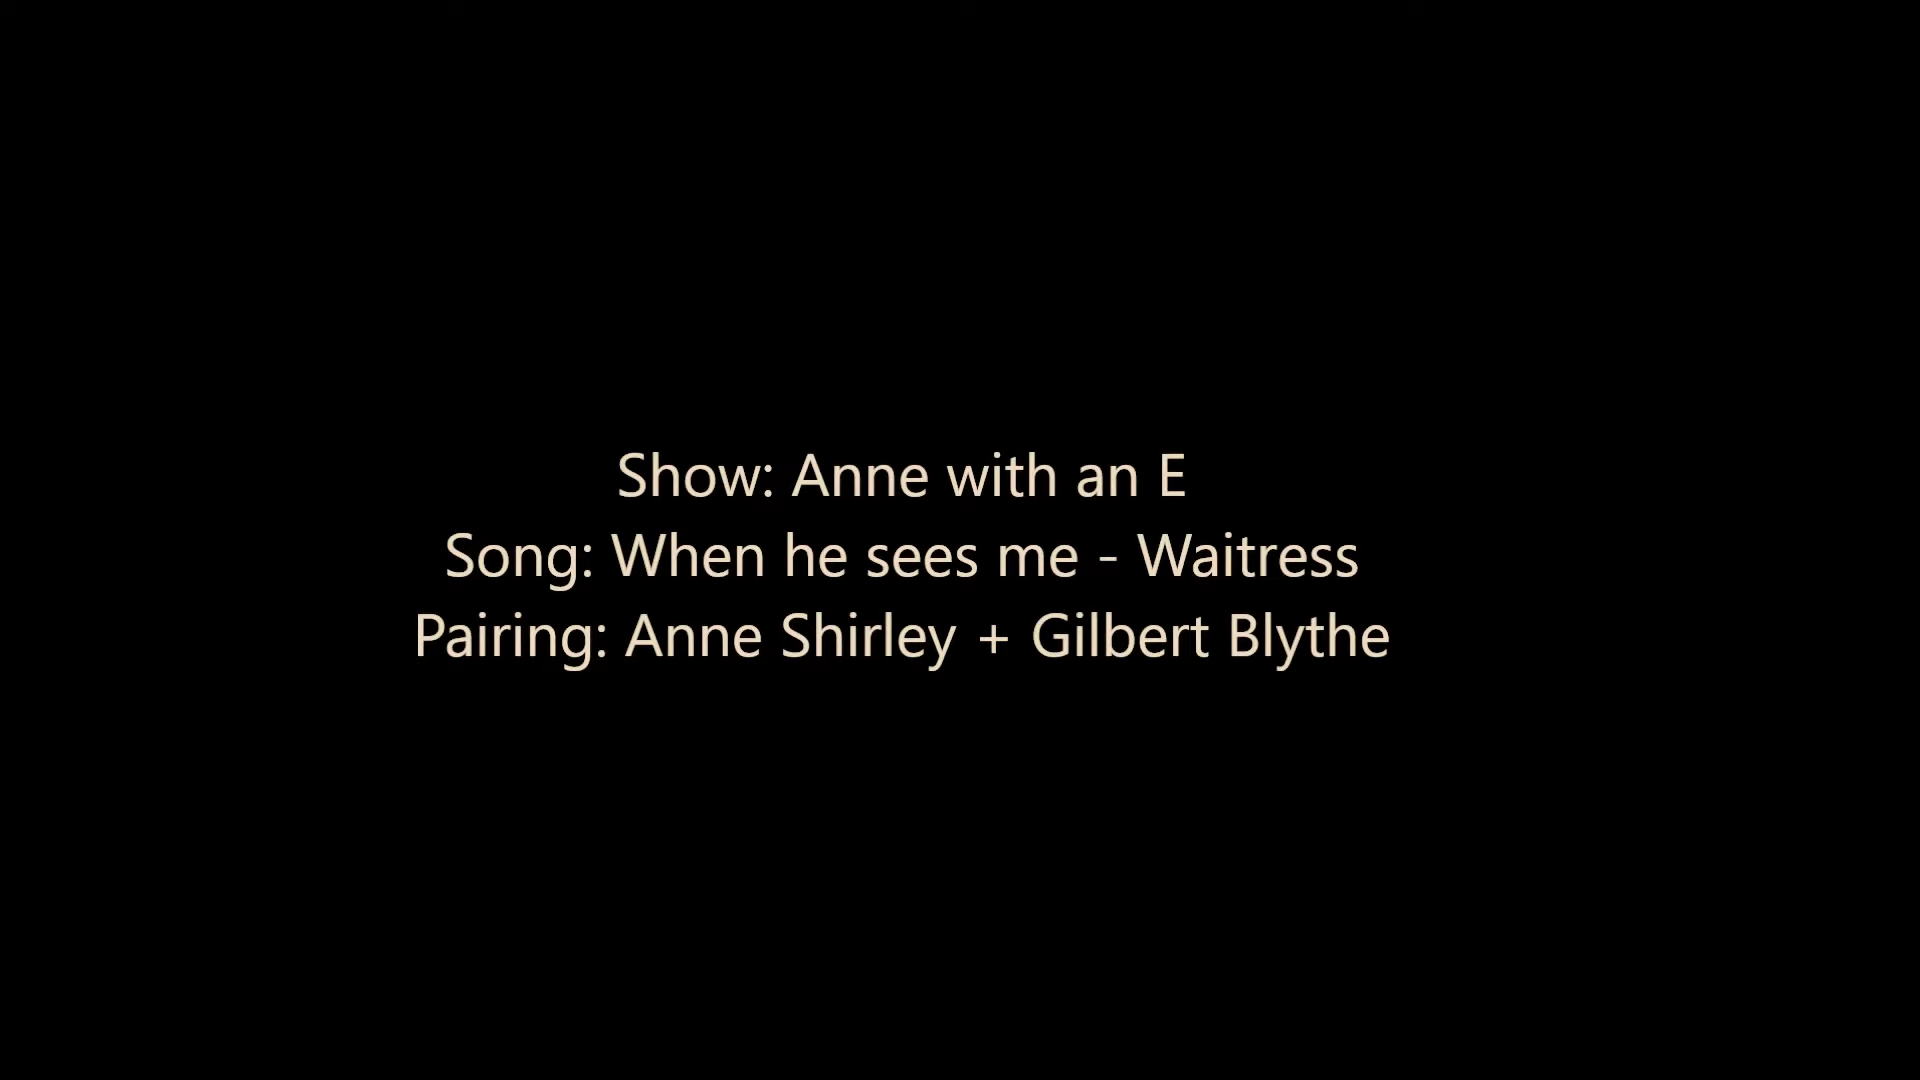 Show: Anne with an E
Song: When he sees me - Waitress
Pairing: Anne Shirley + Gilbert Blythe